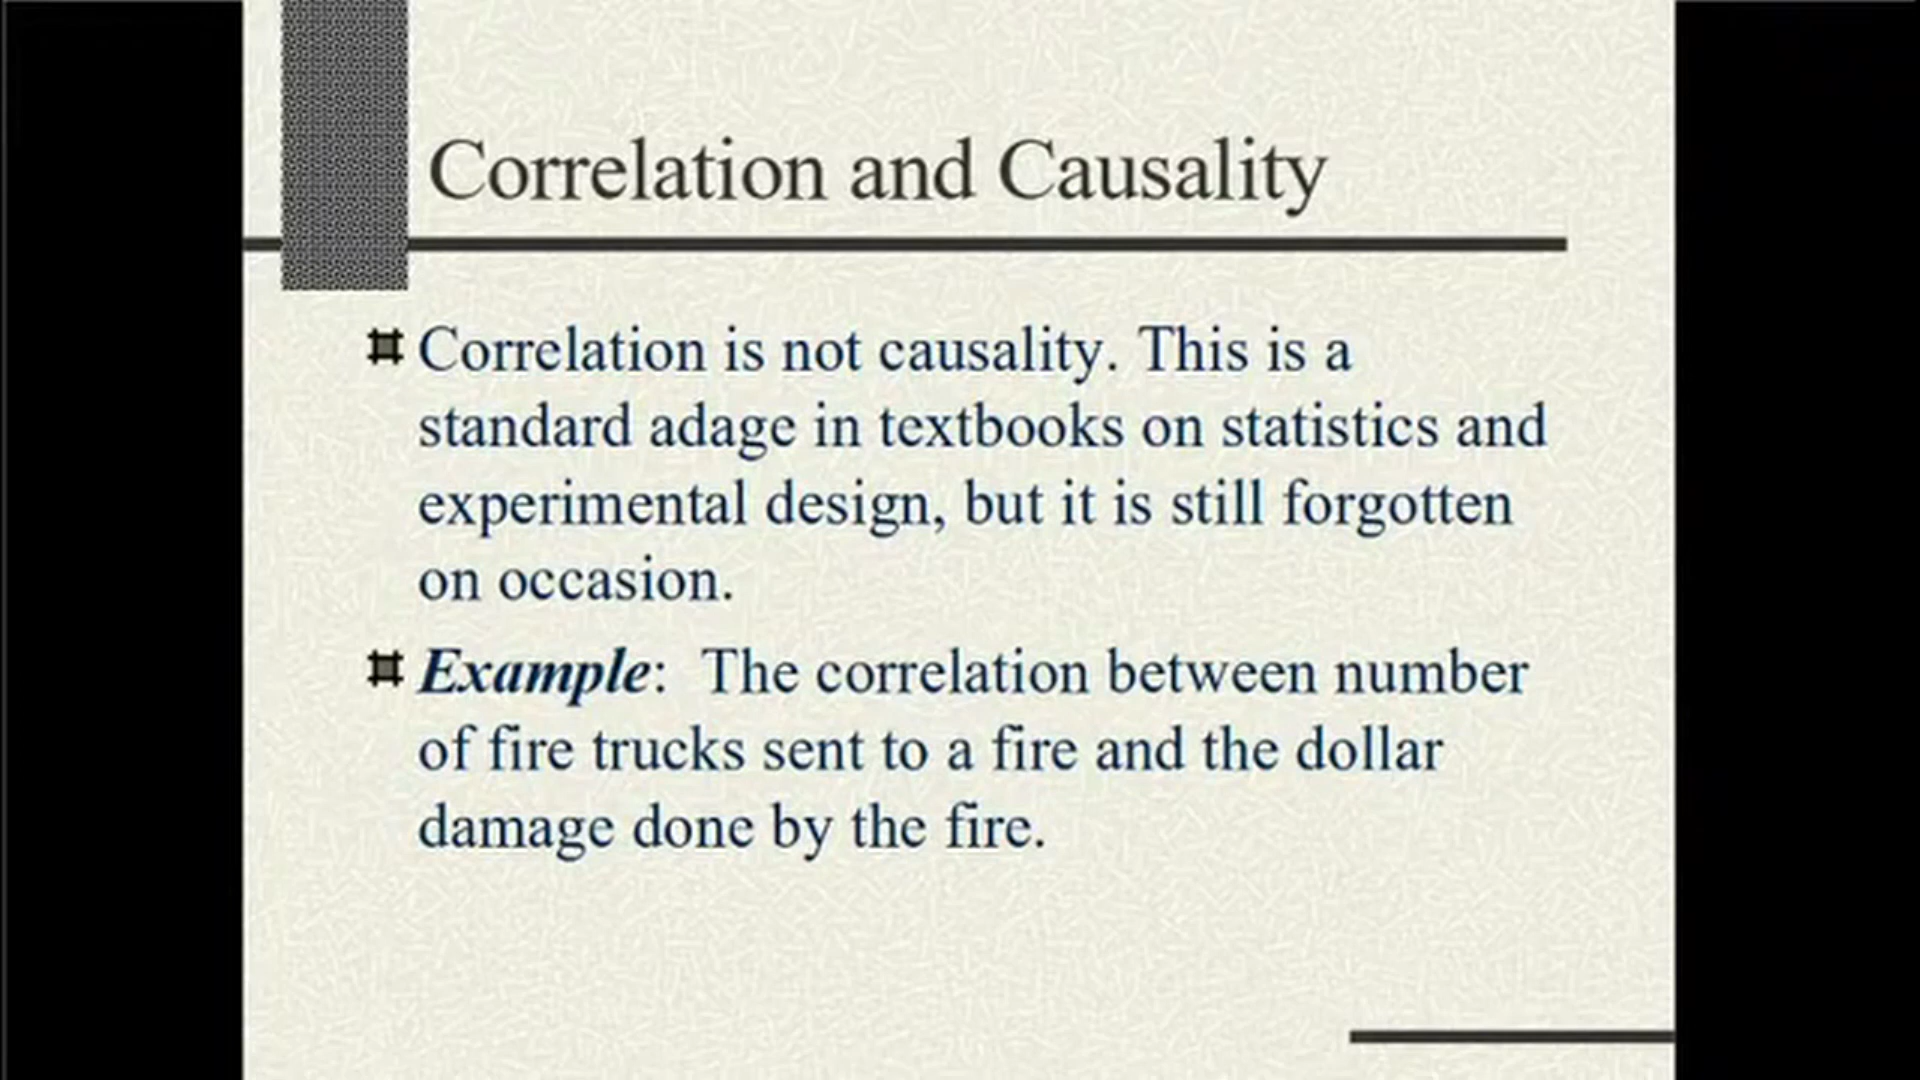 Correlation and Causality
Correlation is not causality. This is a
standard adage in textbooks on statistics and
experimental design, but it is still forgotten
on occasion.
Example:  The correlation between number
of fire trucks sent to a fire and the dollar
damage done by the fire.